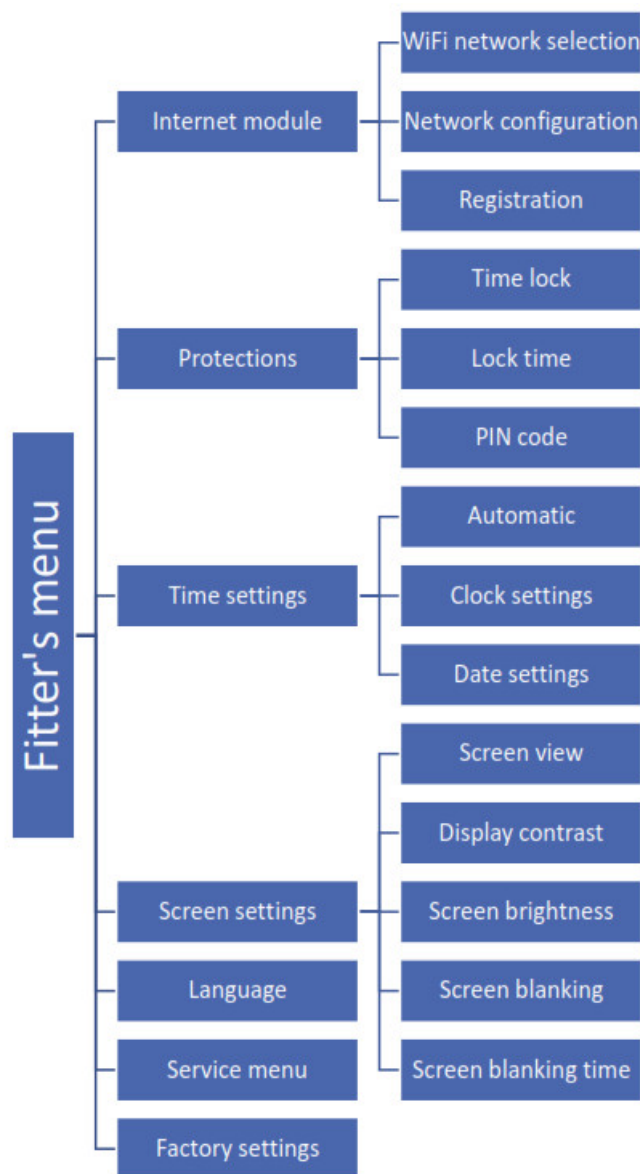 Fitter's menu
Internet module
WiFi network selection
Network configuration
Registration
Protections
Time lock
Lock time
PIN code
Time settings
Automatic
Clock settings
Date settings
Screen settings
Screen view
Display contrast
Screen brightness
Screen blanking
Screen blanking time
Language
Service menu
Factory settings